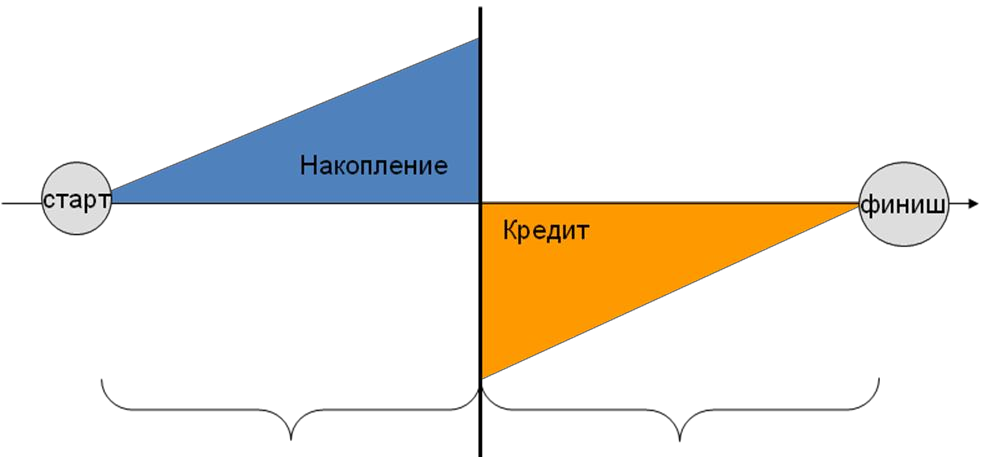 Накопление
старт
финиш
Кредит